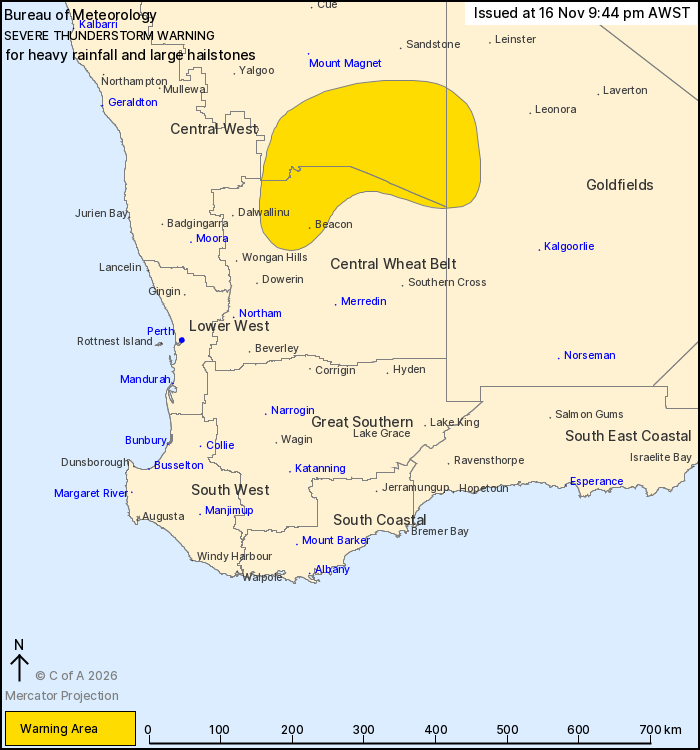 Bureau of Meteorology
SEVERE THUNDERSTORM WARNING
for heavy rainfall and large hailstones
Issued at 16 Nov 9:44 pm AWST
Cue
Kalbarri
Leinster
Sandstone
Mount Magnet
Yalgoo
Northampton
Mullewa
Laverton
Geraldton
Leonora
Central West
Goldfields
Jurien Bay
Dalwallinu
Badgingarra
Beacon
Moora
Kalgoorlie
Wongan Hills
Central Wheat Belt
Lancelin
Dowerin
Southern Cross
Gingin
Merredin
Northam
Lower West
Perth
Rottnest Island
Beverley
Norseman
Corrigin
Hyden
Mandurah
Narrogin
Salmon Gums
Great Southern
Lake King
Lake Grace
South East Coastal
Bunbury
Collie
Wagin
Israelite Bay
Dunsborough
Busselton
Katanning
Ravensthorpe
Esperance
South West
Jerramungup
Hopetoun
Margaret River
Manjimup
Augusta
South Coastal
Bremer Bay
Mount Barker
Windy Harbour
Albany
Walpole
N
© C of A 2026
Mercator Projection
Warning Area
0 100 200 300 400 500 600 700 km